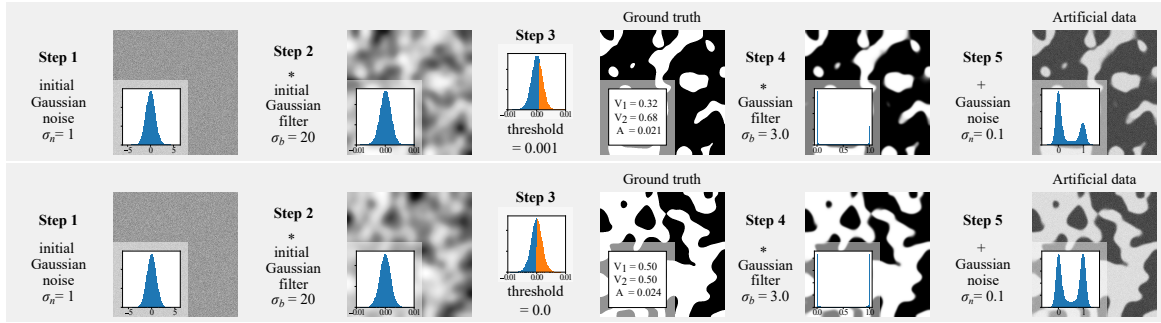 Ground truth
Artificial data
Step 1
initial
Gaussian
noise
σn= 1
−5 0 5
Step 2
*
initial
Gaussian
filter
σb = 20
−0.01 0.00 0.01
Step 3
−0.01 0.00 0.01
threshold
= 0.001
V1 = 0.32
V2 = 0.68
A = 0.021
Step 4
*
Gaussian
filter
σb = 3.0
0.0 0.5 1.0
Step 5
+
Gaussian
noise
σn= 0.1
0 1
Ground truth
Artificial data
Step 1
initial
Gaussian
noise
σn= 1
−5 0 5
Step 2
*
initial
Gaussian
filter
σb = 20
−0.01 0.00 0.01
Step 3
−0.01 0.00 0.01
threshold
= 0.0
V1 = 0.50
V2 = 0.50
A = 0.024
Step 4
*
Gaussian
filter
σb = 3.0
0.0 0.5 1.0
Step 5
+
Gaussian
noise
σn= 0.1
0 1